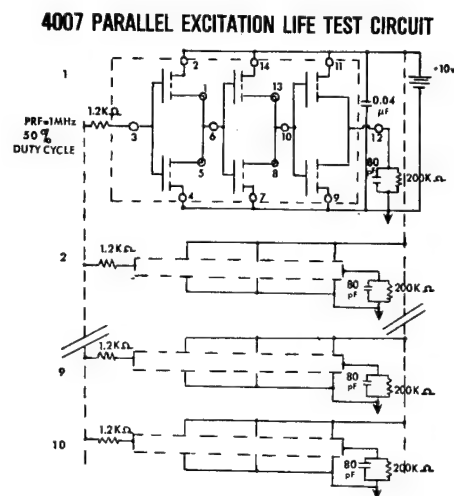 4007 PARALLEL EXCITATION LIFE TEST CIRCUIT
1
2
14
11
+10v
1.2KΩ
1
13
0.04
μF
PRF=1MHz
50%
DUTY CYCLE
3
6
10
12
5
8
80
pF
200KΩ
4
7
9
2
1.2KΩ
80
pF
200KΩ
9
1.2KΩ
80
pF
200KΩ
10
1.2KΩ
80
pF
200KΩ